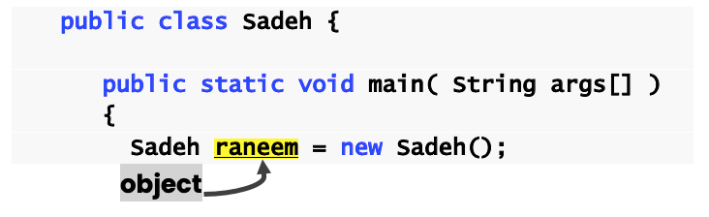 public class Sadeh {
public static void main( String args[] )
{
Sadeh raneem = new Sadeh();
object